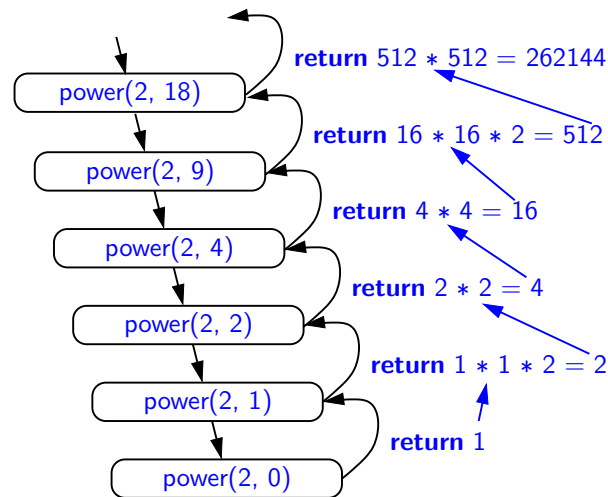 return 512 ∗ 512 = 262144
power(2, 18)
return 16 ∗ 16 ∗ 2 = 512
power(2, 9)
return 4 ∗ 4 = 16
power(2, 4)
return 2 ∗ 2 = 4
power(2, 2)
return 1 ∗ 1 ∗ 2 = 2
power(2, 1)
return 1
power(2, 0)